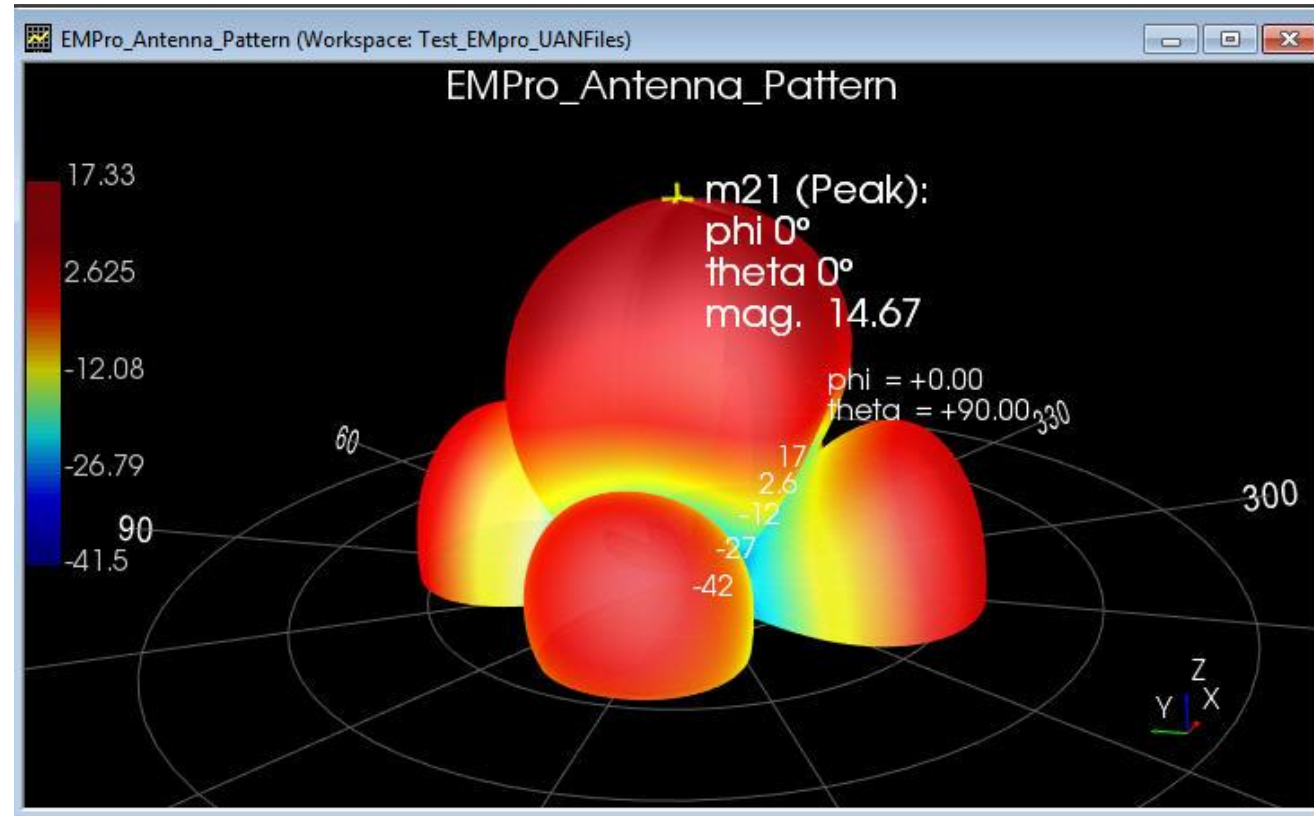 EMPro_Antenna_Pattern (Workspace: Test_EMpro_UANFiles)
EMPro_Antenna_Pattern
17.33
2.625
-12.08
-26.79
-41.5
m21 (Peak):
phi 0°
theta 0°
mag. 14.67
phi = +0.00
theta = +90.00
330
60
300
90
17
2.6
-12
-27
-42
Z
Y X